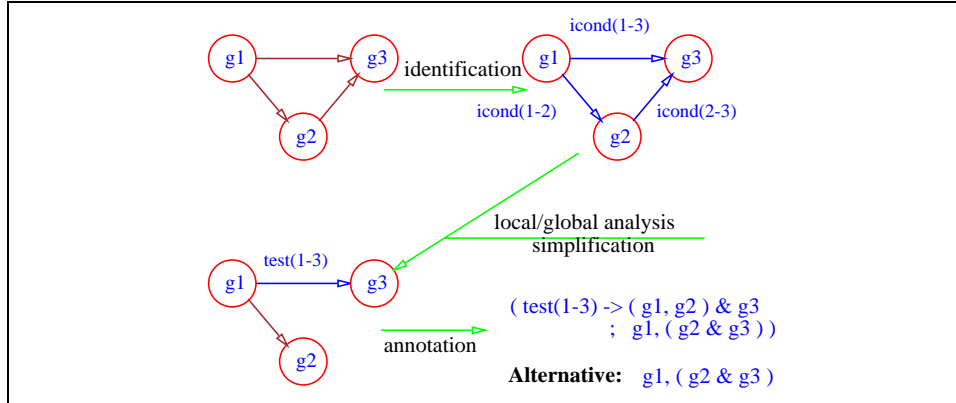 icond(1-3)
g1
g3
g1
g3
identification
icond(1-2)
icond(2-3)
g2
g2
local/global analysis
simplification
test(1-3)
g1
g3
( test(1-3) -> ( g1, g2 ) & g3
; g1, ( g2 & g3 ) )
annotation
g2
Alternative: g1, ( g2 & g3 )